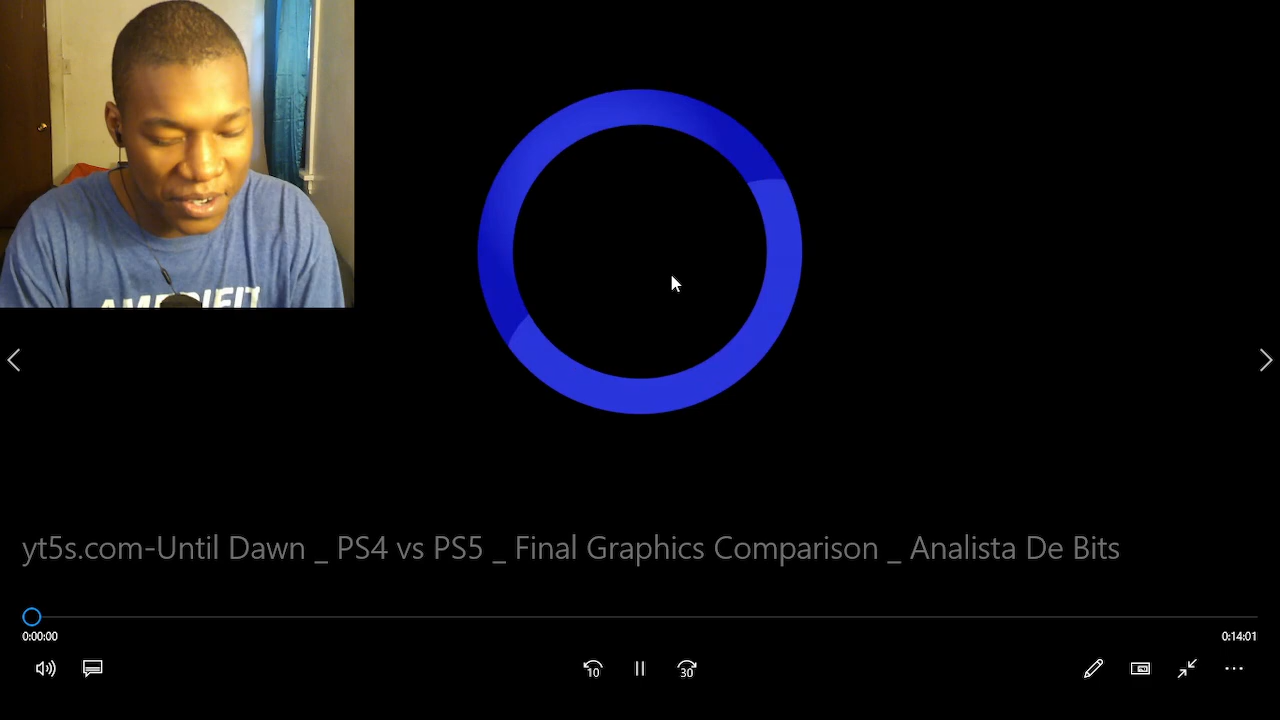 yt5s.com-Until Dawn _ PS4 vs PS5 _ Final Graphics Comparison _ Analista De Bits
0:00:00
0:14:01
10
30